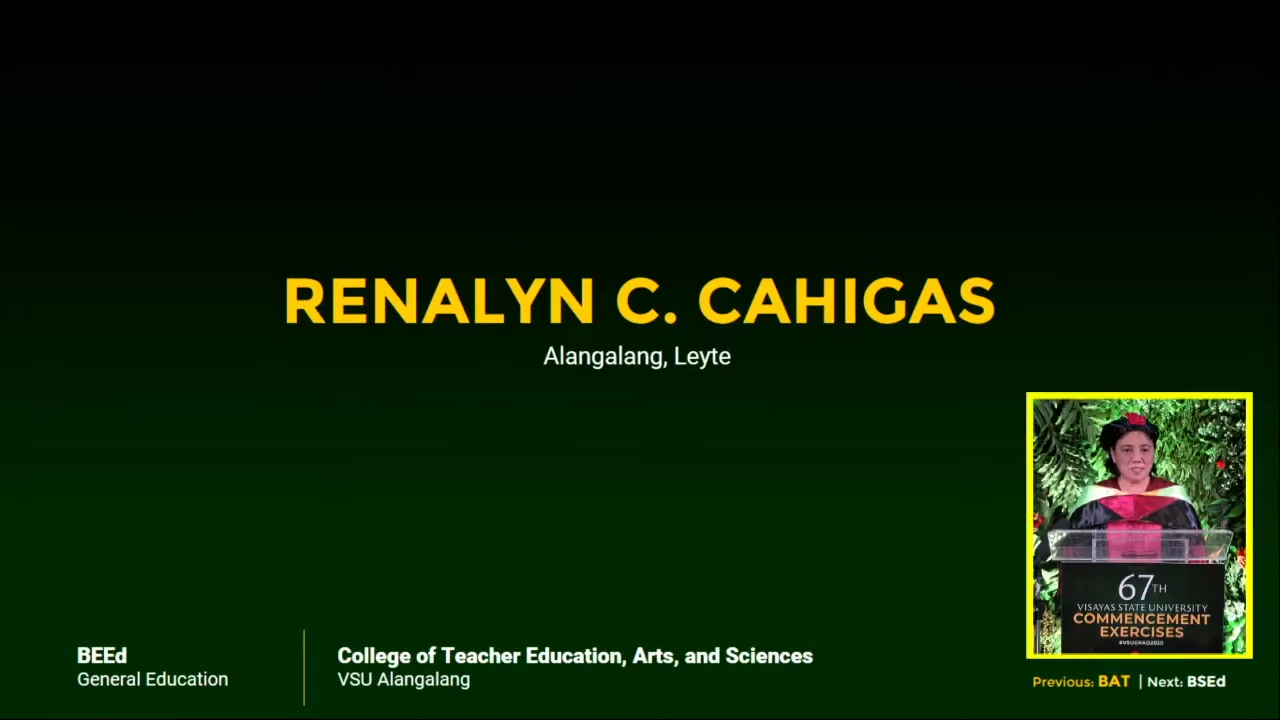 RENALYN C. CAHIGAS
Alangalang, Leyte
67TH
VISAYAS STATE UNIVERSITY
COMMENCEMENT
EXERCISES
#VSUGRAD2020
BEEd
General Education
College of Teacher Education, Arts, and Sciences
VSU Alangalang
Previous: BAT | Next: BSEd